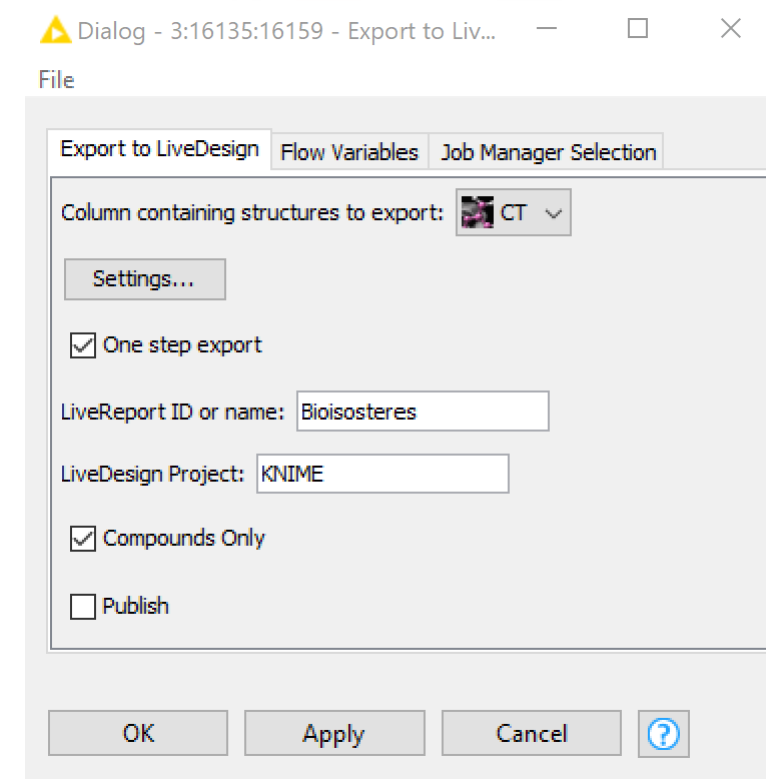 Dialog - 3:16135:16159 - Export to Liv...
File
Export to LiveDesign Flow Variables Job Manager Selection
Column containing structures to export: CT
Settings...
One step export
LiveReport ID or name: Bioisosteres
LiveDesign Project: KNIME
Compounds Only
Publish
OK Apply Cancel ?